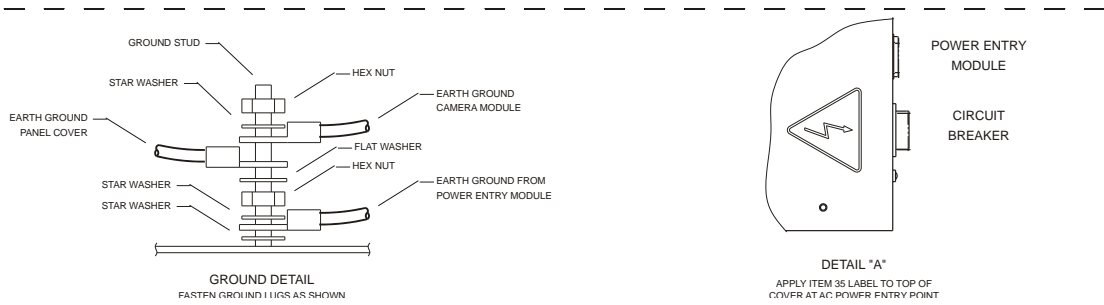 GROUND STUD
STAR WASHER
EARTH GROUND
PANEL COVER
STAR WASHER
STAR WASHER
HEX NUT
EARTH GROUND
CAMERA MODULE
FLAT WASHER
HEX NUT
EARTH GROUND FROM
POWER ENTRY MODULE
GROUND DETAIL
FASTEN GROUND LUGS AS SHOWN
POWER ENTRY
MODULE
CIRCUIT
BREAKER
DETAIL "A"
APPLY ITEM 35 LABEL TO TOP OF
COVER AT AC POWER ENTRY POINT